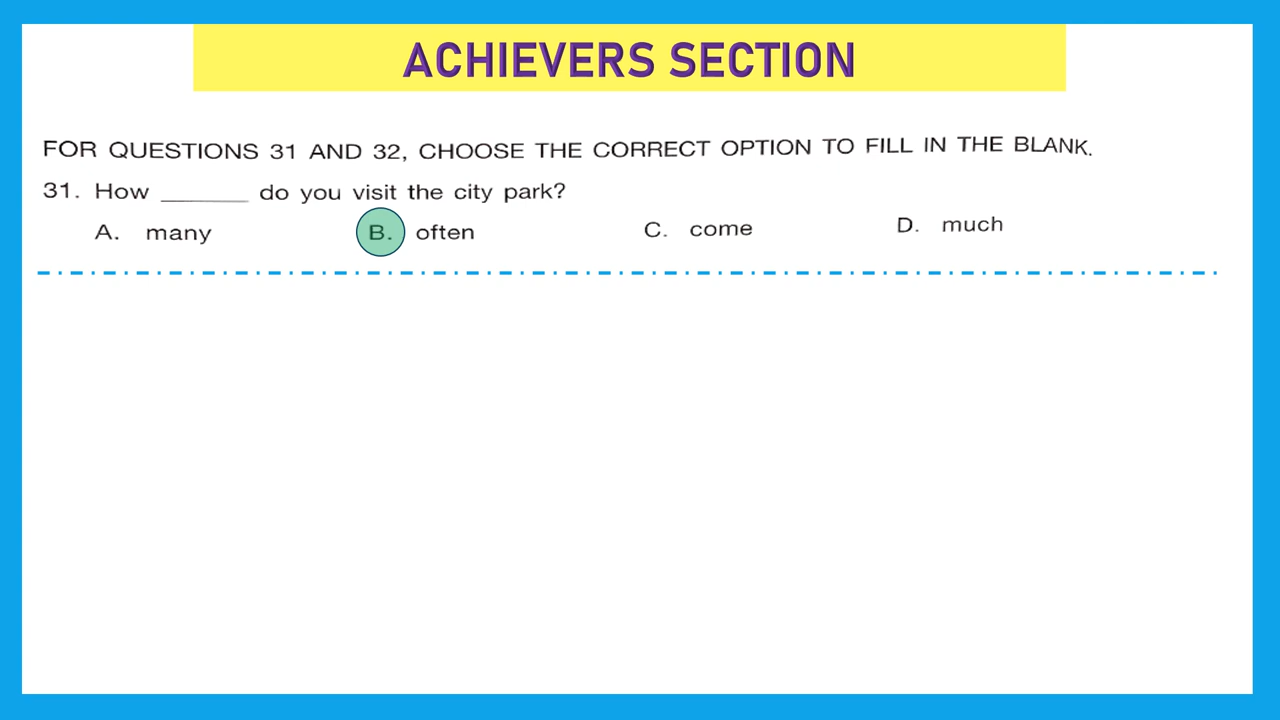 ACHIEVERS SECTION
FOR QUESTIONS 31 AND 32, CHOOSE THE CORRECT OPTION TO FILL IN THE BLANK.
31. How _______ do you visit the city park?
A. many B. often C. come D. much